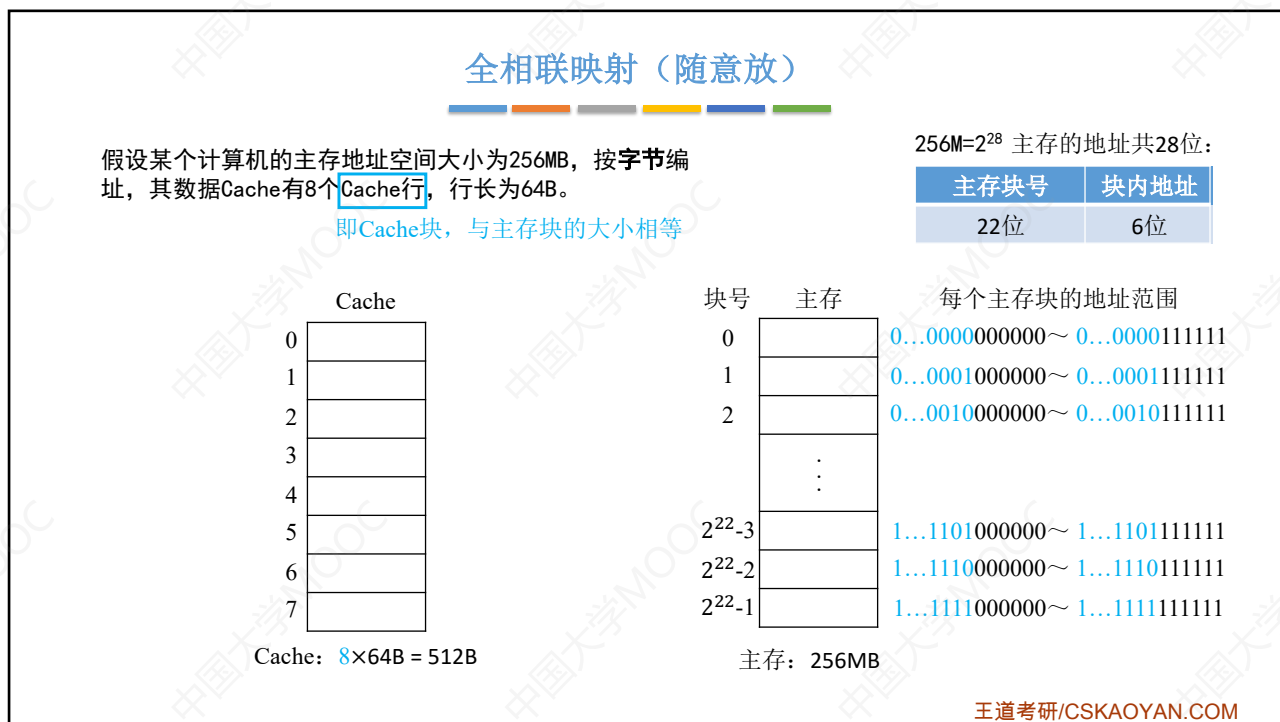 全相联映射（随意放）
假设某个计算机的主存地址空间大小为256MB，按字节编
址，其数据Cache有8个Cache行，行长为64B。
即Cache块，与主存块的大小相等
256M=2²⁸ 主存的地址共28位：
主存块号 块内地址
22位 6位
Cache
0
1
2
3
4
5
6
7
Cache：8×64B = 512B
块号 主存 每个主存块的地址范围
0 0…0000000000～ 0…0000111111
1 0…0001000000～ 0…0001111111
2 0…0010000000～ 0…0010111111
⋮
2²²-3 1…1101000000～ 1…1101111111
2²²-2 1…1110000000～ 1…1110111111
2²²-1 1…1111000000～ 1…1111111111
主存：256MB
王道考研/CSKAOYAN.COM
中国大学MOOC